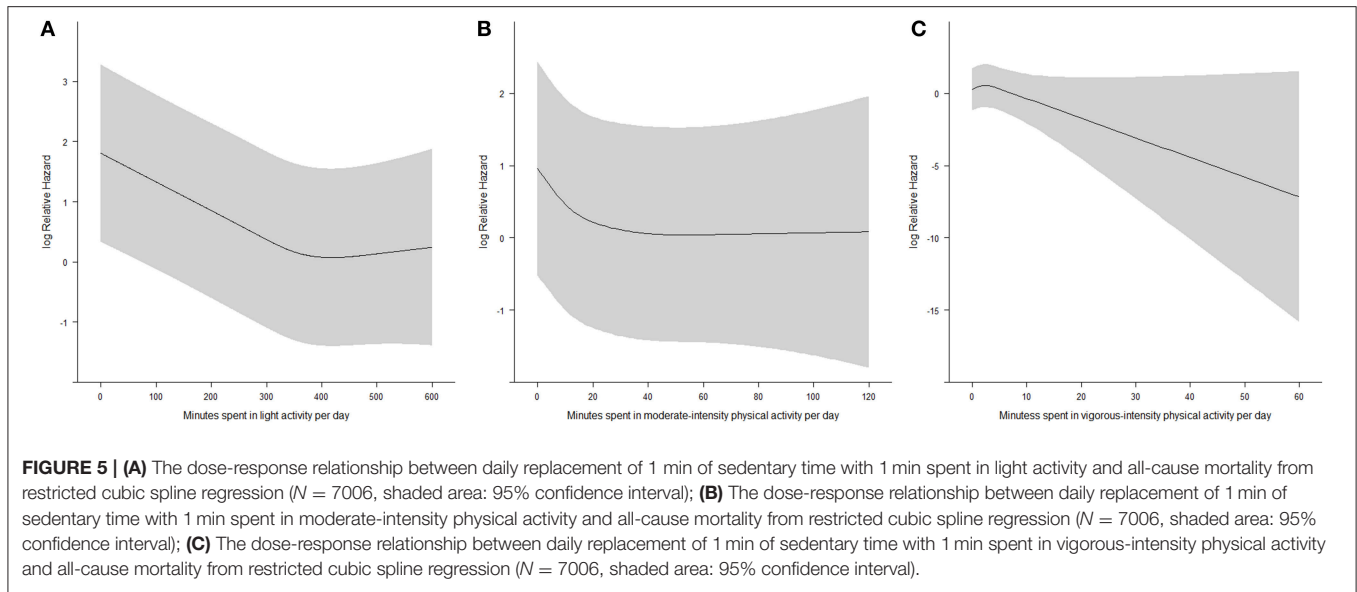 A
B
C
3
2
1
0
-1
log Relative Hazard
0 100 200 300 400 500 600
Minutes spent in light activity per day
2
1
0
-1
log Relative Hazard
0 20 40 60 80 100 120
Minutes spent in moderate-intensity physical activity per day
0
-5
-10
-15
log Relative Hazard
0 10 20 30 40 50 60
Minutess spent in vigorous-intensity physical activity per day
FIGURE 5 | (A) The dose-response relationship between daily replacement of 1 min of sedentary time with 1 min spent in light activity and all-cause mortality from
restricted cubic spline regression (N = 7006, shaded area: 95% confidence interval); (B) The dose-response relationship between daily replacement of 1 min of
sedentary time with 1 min spent in moderate-intensity physical activity and all-cause mortality from restricted cubic spline regression (N = 7006, shaded area: 95%
confidence interval); (C) The dose-response relationship between daily replacement of 1 min of sedentary time with 1 min spent in vigorous-intensity physical activity
and all-cause mortality from restricted cubic spline regression (N = 7006, shaded area: 95% confidence interval).